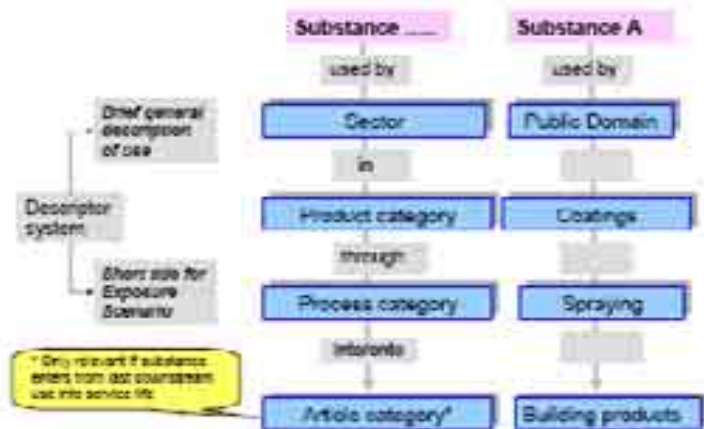 Substance .....
Substance A
used by
used by
Brief general
description
of use
Sector
Public Domain
in
Descriptor
system
Product category
Coatings
through
Short title for
Exposure
Scenario
Process category
Spraying
into/onto
* Only relevant if substance
enters from last downstream
use into service life
Article category*
Building products